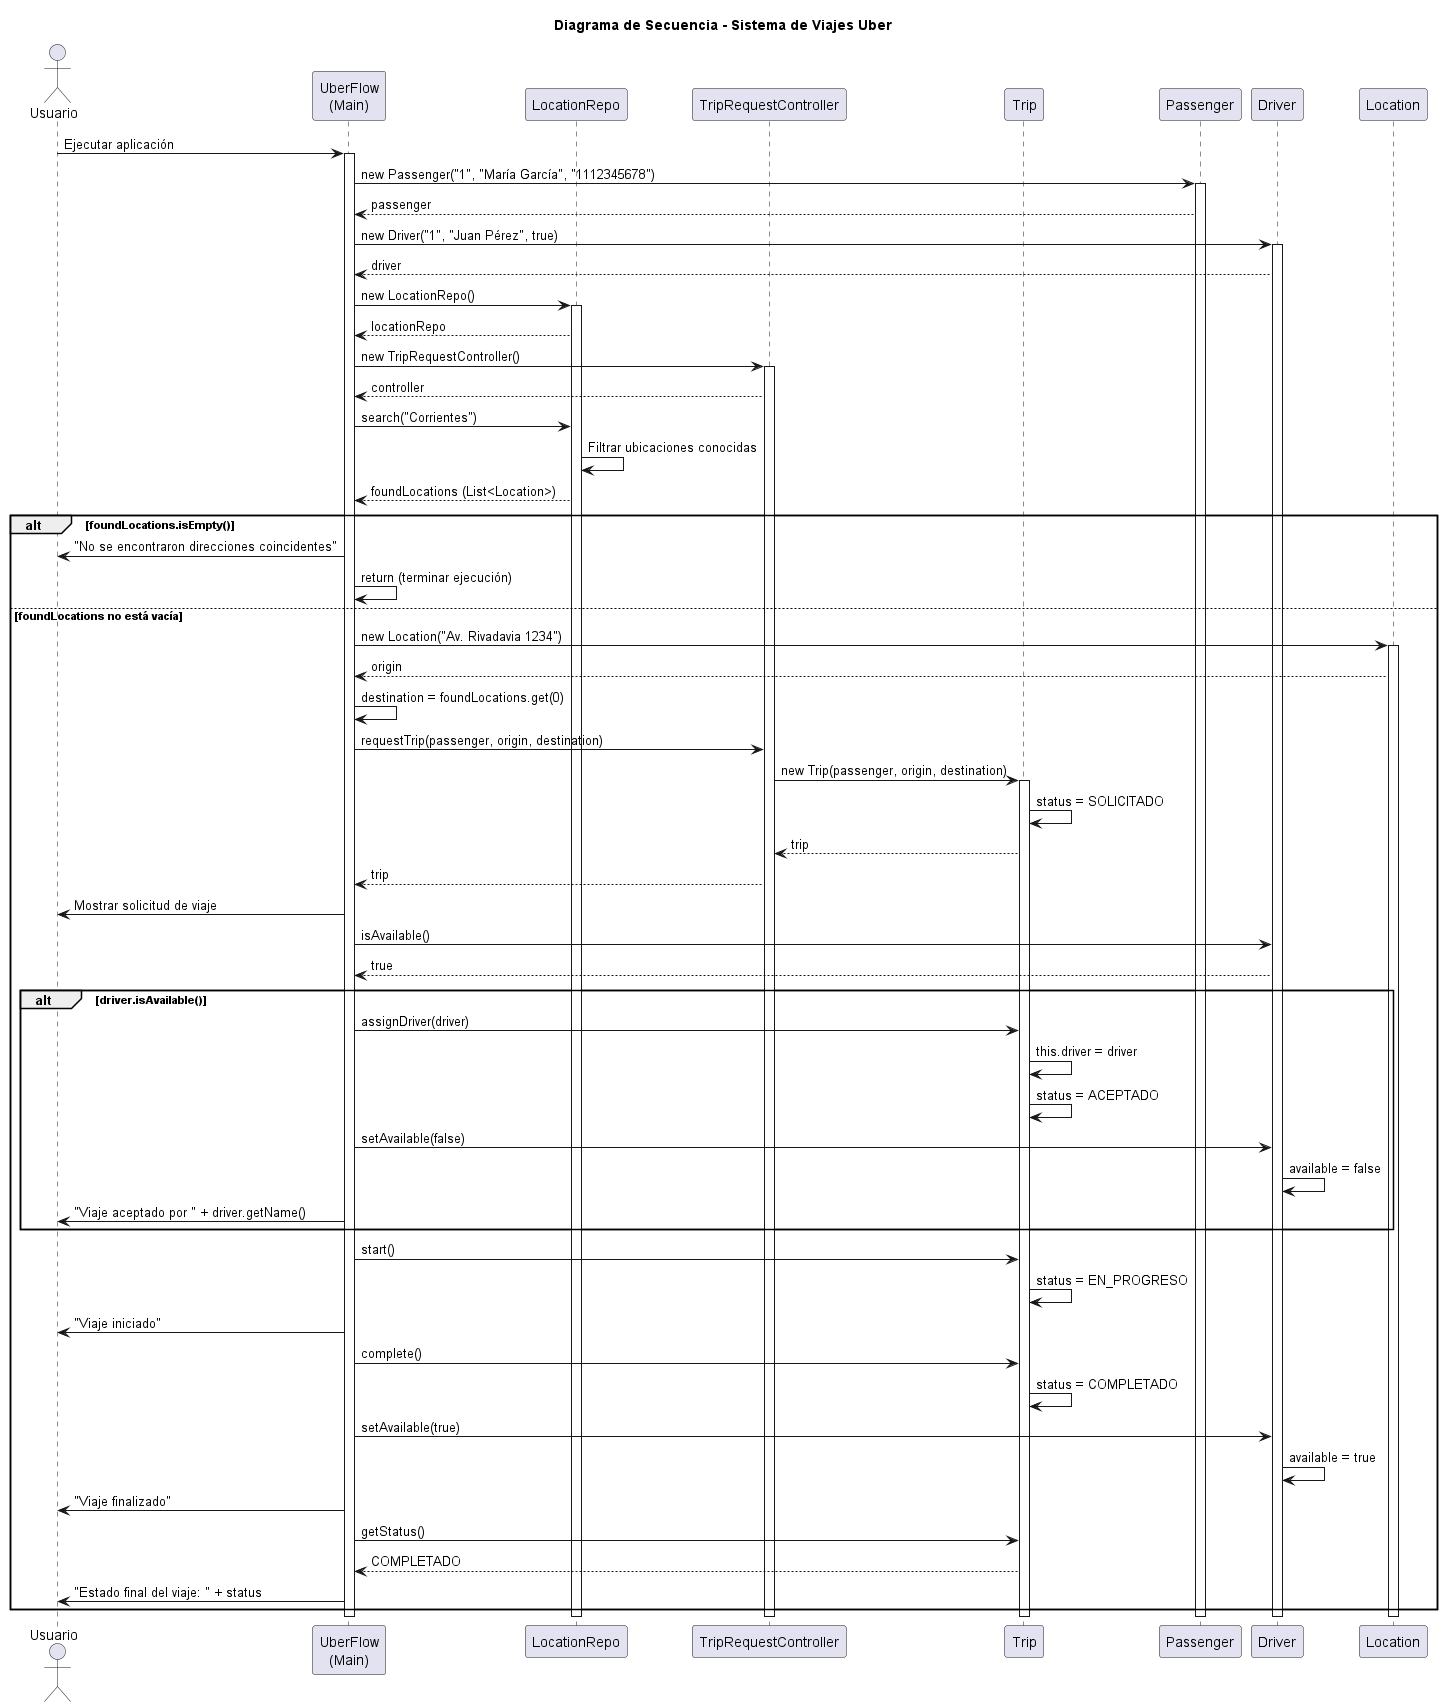 Diagrama de Secuencia - Sistema de Viajes Uber
Usuario
UberFlow
(Main)
LocationRepo
TripRequestController
Trip
Passenger
Driver
Location
Ejecutar aplicación
new Passenger("1", "María García", "1112345678")
passenger
new Driver("1", "Juan Pérez", true)
driver
new LocationRepo()
locationRepo
new TripRequestController()
controller
search("Corrientes")
Filtrar ubicaciones conocidas
foundLocations (List<Location>)
alt [foundLocations.isEmpty()]
"No se encontraron direcciones coincidentes"
return (terminar ejecución)
[foundLocations no está vacía]
new Location("Av. Rivadavia 1234")
origin
destination = foundLocations.get(0)
requestTrip(passenger, origin, destination)
new Trip(passenger, origin, destination)
status = SOLICITADO
trip
trip
Mostrar solicitud de viaje
isAvailable()
true
alt [driver.isAvailable()]
assignDriver(driver)
this.driver = driver
status = ACEPTADO
setAvailable(false)
available = false
"Viaje aceptado por " + driver.getName()
start()
status = EN_PROGRESO
"Viaje iniciado"
complete()
status = COMPLETADO
setAvailable(true)
available = true
"Viaje finalizado"
getStatus()
COMPLETADO
"Estado final del viaje: " + status
Usuario
UberFlow
(Main)
LocationRepo
TripRequestController
Trip
Passenger
Driver
Location